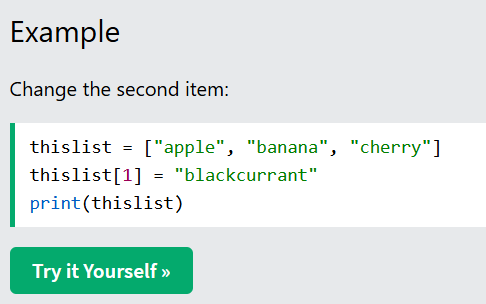 Example
Change the second item:
thislist = ["apple", "banana", "cherry"]
thislist[1] = "blackcurrant"
print(thislist)
Try it Yourself »